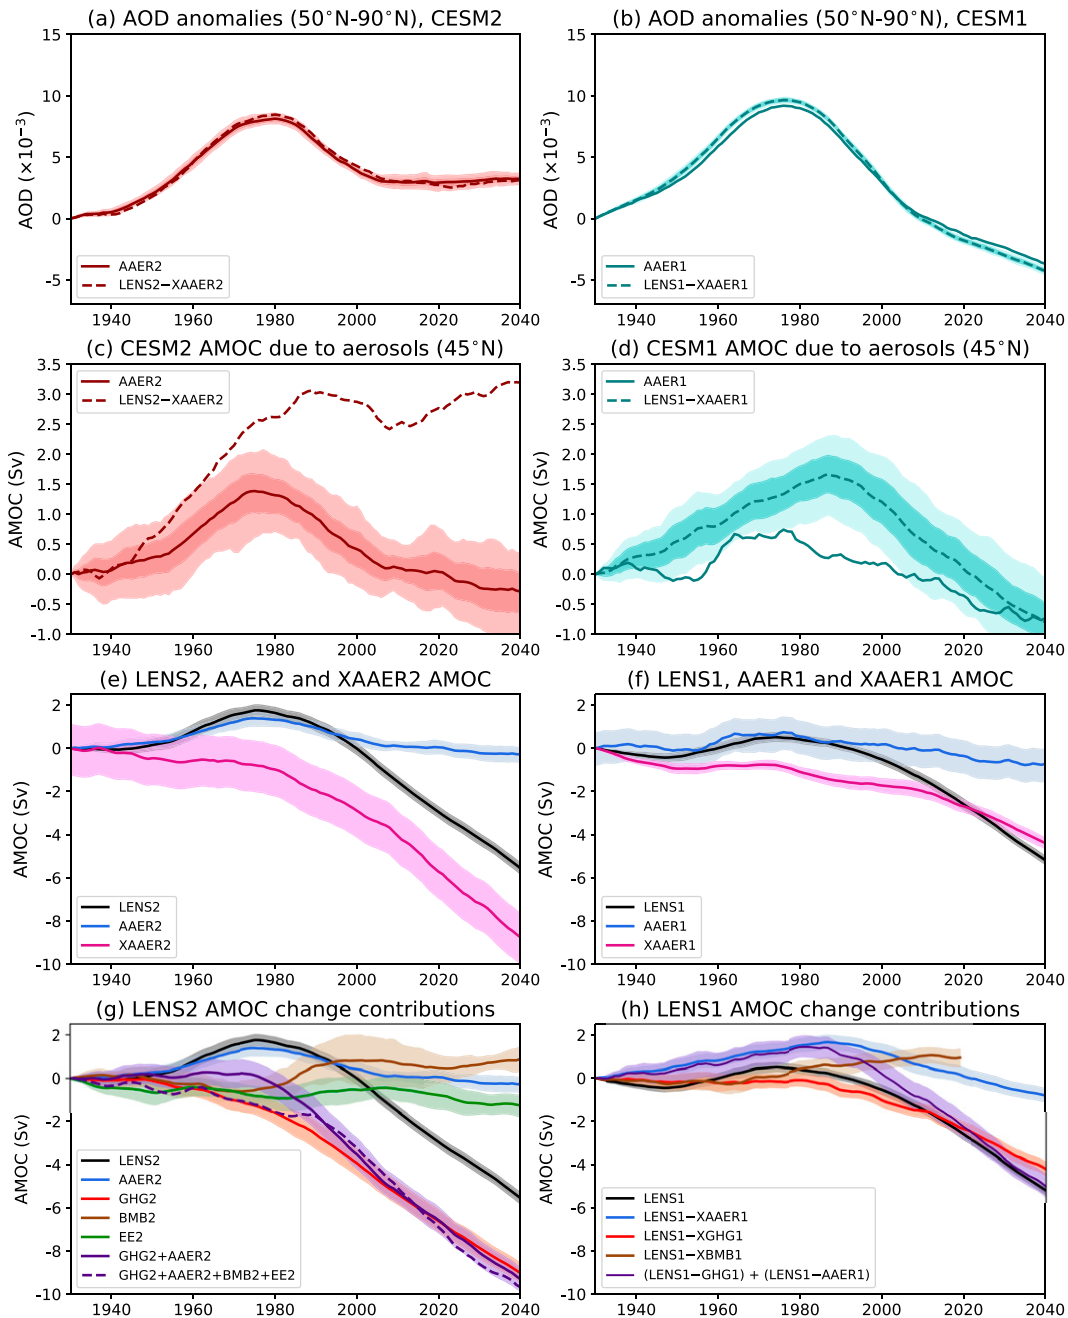 (a) AOD anomalies (50°N-90°N), CESM2
AOD (×10⁻³)
15
10
5
0
-5
AAER2
LENS2−XAAER2
1940 1960 1980 2000 2020 2040
(b) AOD anomalies (50°N-90°N), CESM1
AOD (×10⁻³)
15
10
5
0
-5
AAER1
LENS1−XAAER1
1940 1960 1980 2000 2020 2040
(c) CESM2 AMOC due to aerosols (45°N)
AMOC (Sv)
3.5
3.0
2.5
2.0
1.5
1.0
0.5
0.0
-0.5
-1.0
AAER2
LENS2−XAAER2
1940 1960 1980 2000 2020 2040
(d) CESM1 AMOC due to aerosols (45°N)
AMOC (Sv)
3.5
3.0
2.5
2.0
1.5
1.0
0.5
0.0
-0.5
-1.0
AAER1
LENS1−XAAER1
1940 1960 1980 2000 2020 2040
(e) LENS2, AAER2 and XAAER2 AMOC
AMOC (Sv)
2
0
-2
-4
-6
-8
-10
LENS2
AAER2
XAAER2
1940 1960 1980 2000 2020 2040
(f) LENS1, AAER1 and XAAER1 AMOC
AMOC (Sv)
2
0
-2
-4
-6
-8
-10
LENS1
AAER1
XAAER1
1940 1960 1980 2000 2020 2040
(g) LENS2 AMOC change contributions
AMOC (Sv)
2
0
-2
-4
-6
-8
-10
LENS2
AAER2
GHG2
BMB2
EE2
GHG2+AAER2
GHG2+AAER2+BMB2+EE2
1940 1960 1980 2000 2020 2040
(h) LENS1 AMOC change contributions
AMOC (Sv)
2
0
-2
-4
-6
-8
-10
LENS1
LENS1−XAAER1
LENS1−XGHG1
LENS1−XBMB1
(LENS1−GHG1) + (LENS1−AAER1)
1940 1960 1980 2000 2020 2040